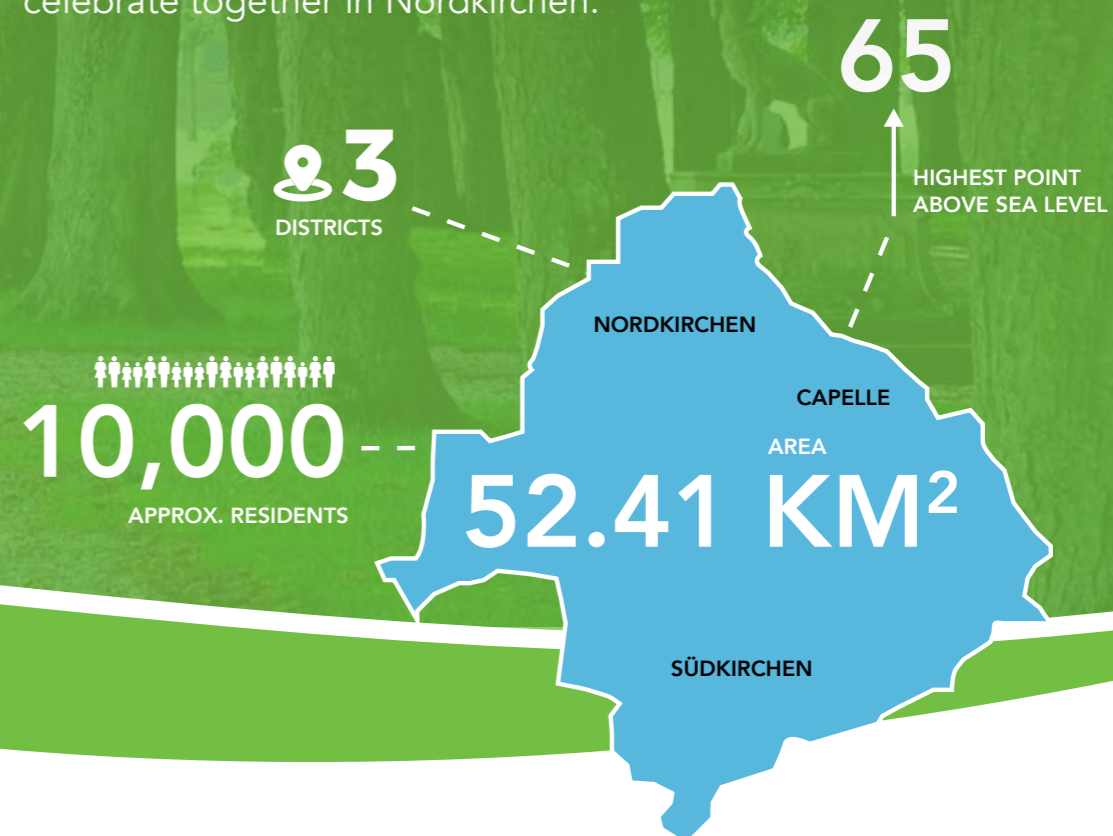 celebrate together in Nordkirchen.
65
HIGHEST POINT
ABOVE SEA LEVEL
3
DISTRICTS
NORDKIRCHEN
CAPELLE
10,000
APPROX. RESIDENTS
AREA
52.41 KM²
SÜDKIRCHEN